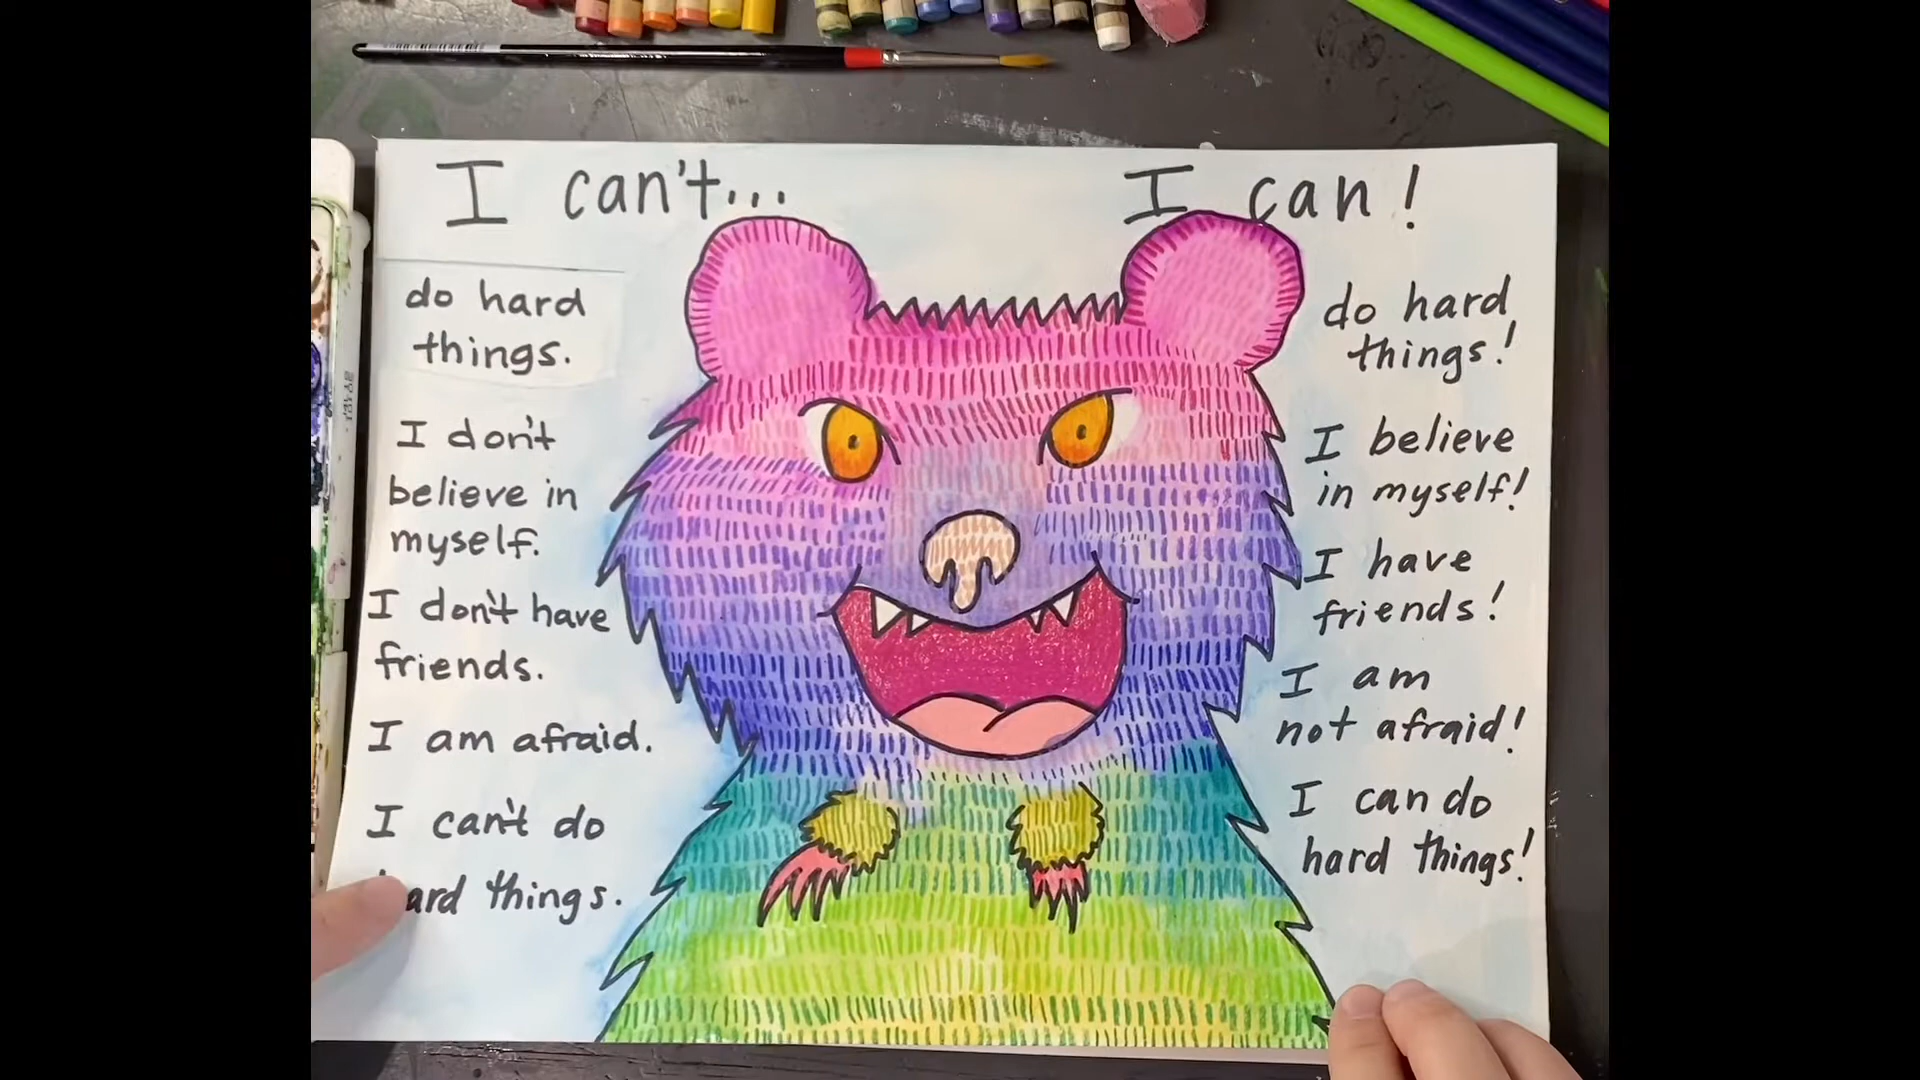 I can't...
do hard
things.
I don't
believe in
myself.
I don't have
friends.
I am afraid.
I can't do
hard things.
I can!
do hard
things!
I believe
in myself!
I have
friends!
I am
not afraid!
I can do
hard things!